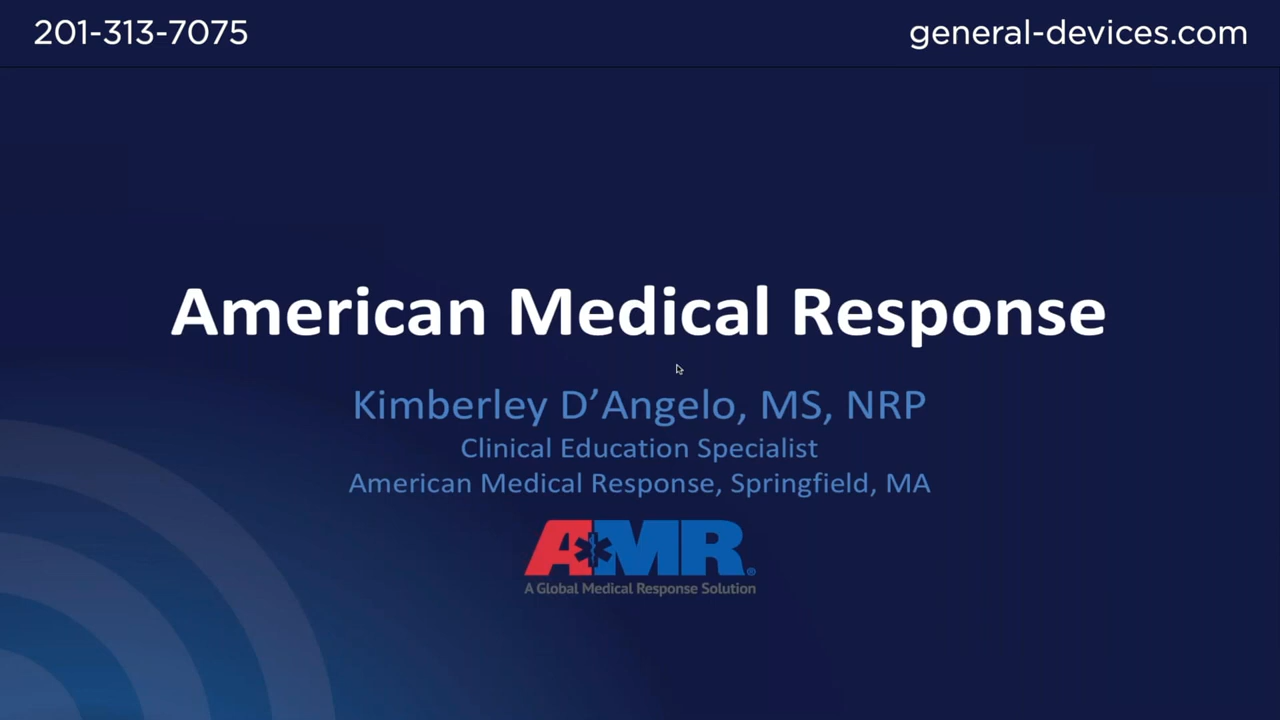 201-313-7075
general-devices.com
American Medical Response
Kimberley D’Angelo, MS, NRP
Clinical Education Specialist
American Medical Response, Springfield, MA
AMR®
A Global Medical Response Solution